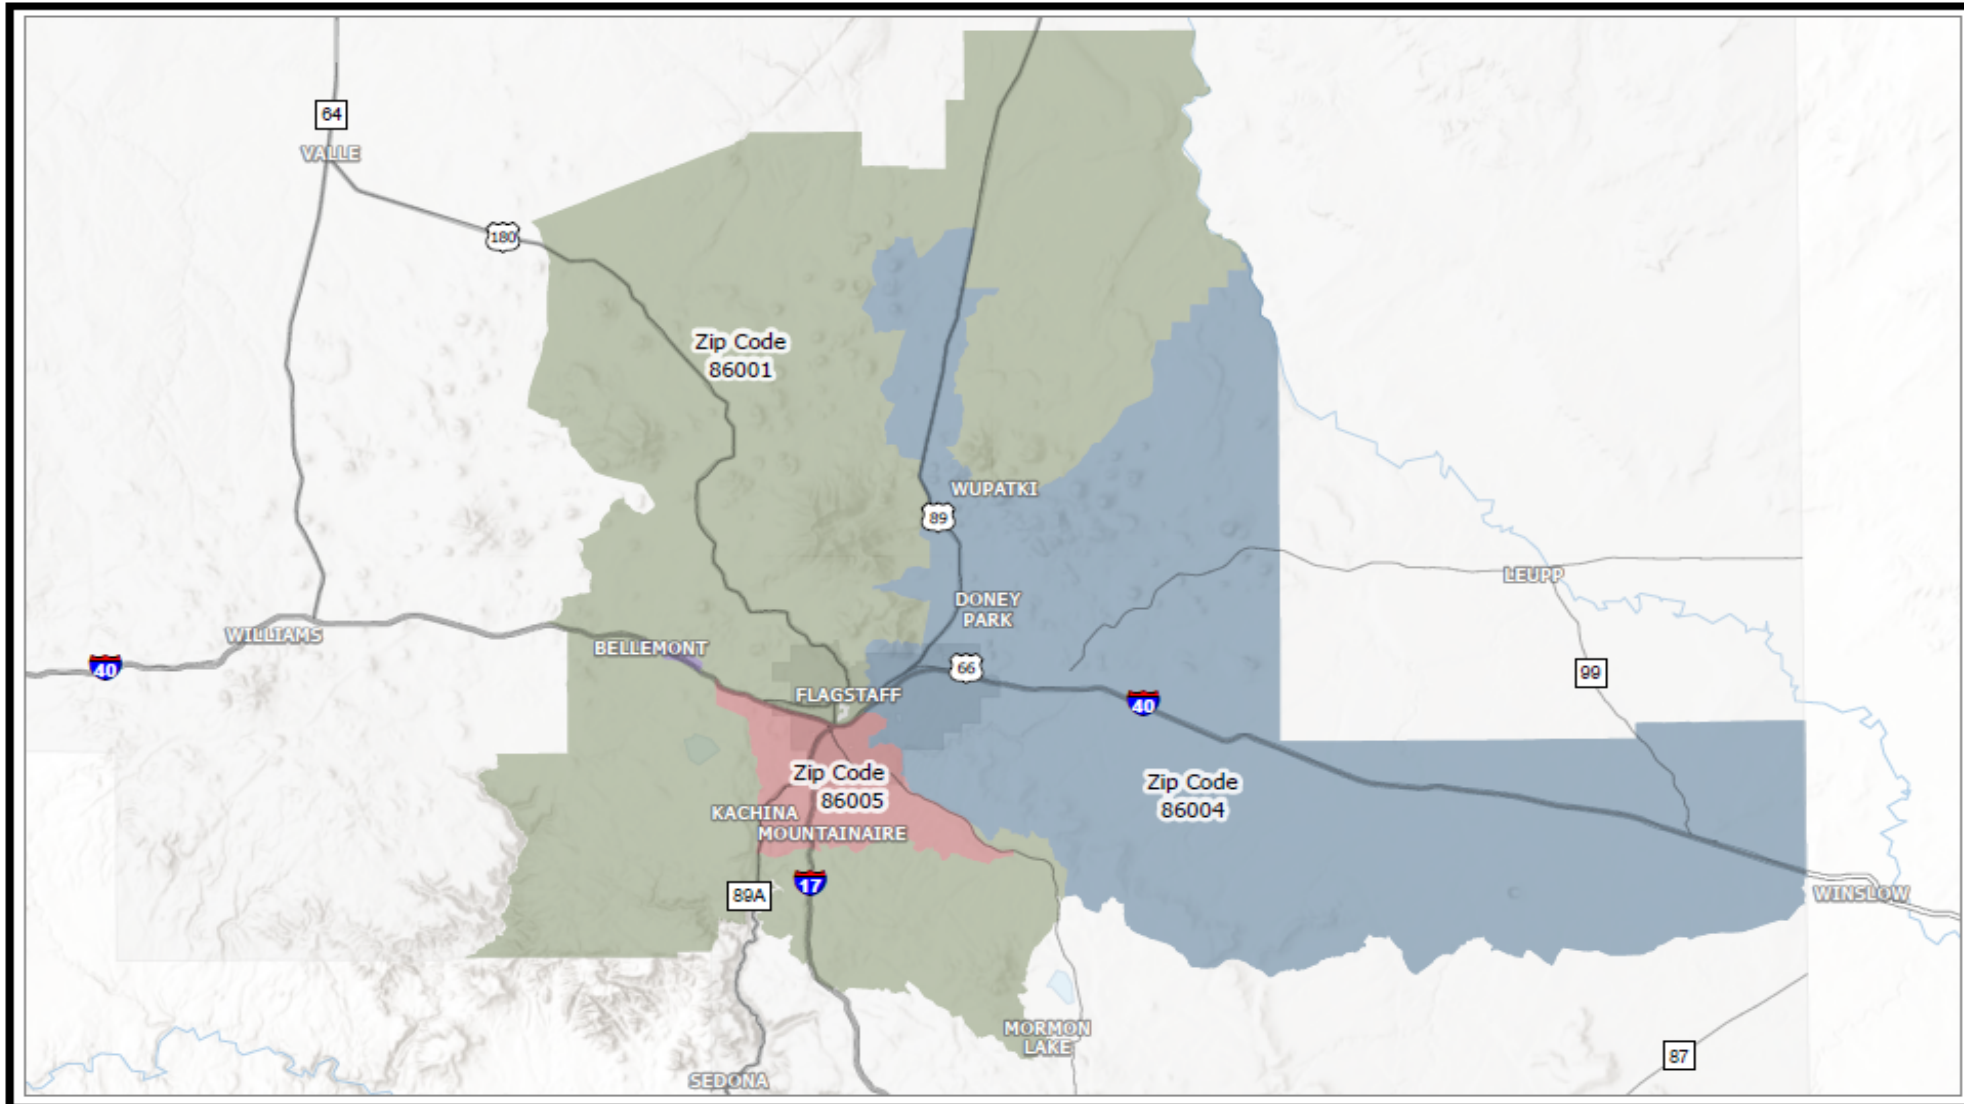 64
VALLE
180
Zip Code
86001
WUPATKI
89
LEUPP
DONEY
PARK
WILLIAMS
BELLEMONT
40
66
99
FLAGSTAFF
40
Zip Code
86005
Zip Code
86004
KACHINA
MOUNTAINAIRE
17
89A
WINSLOW
MORMON
LAKE
87
SEDONA